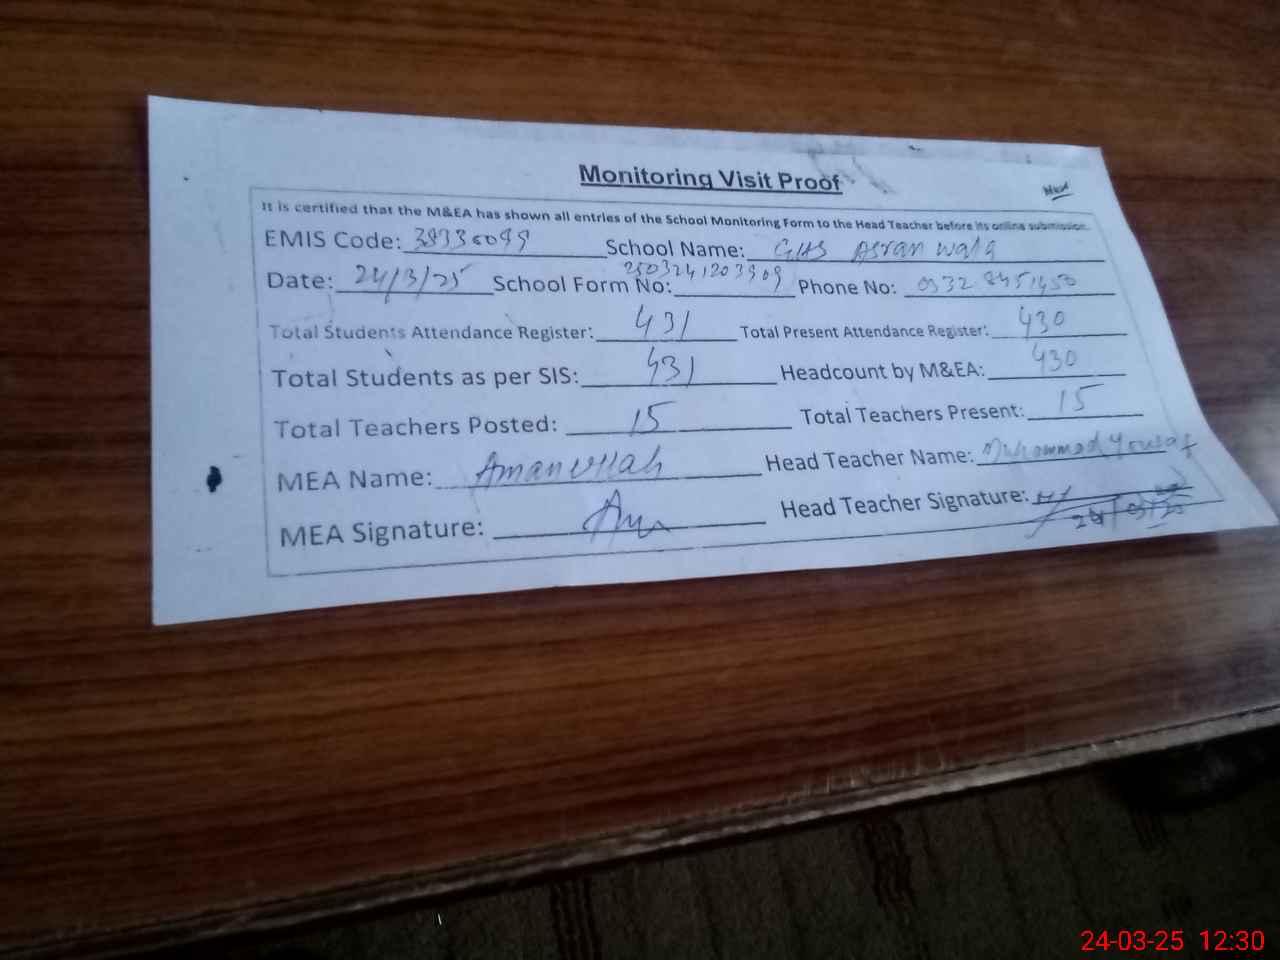 Monitoring Visit Proof
It is certified that the M&EA has shown all entries of the School Monitoring Form to the Head Teacher before its online submission.
EMIS Code: 38336099 School Name: GHS Asran wala
Date: 24/3/25 School Form No: 2503241203909 Phone No: 0332 8451450
Total Students Attendance Register: 431 Total Present Attendance Register: 430
Total Students as per SIS: 431 Headcount by M&EA: 430
Total Teachers Posted: 15 Total Teachers Present: 15
MEA Name: Amanullah Head Teacher Name: Muhammad Yousaf
MEA Signature: Head Teacher Signature:
24-03-25 12:30